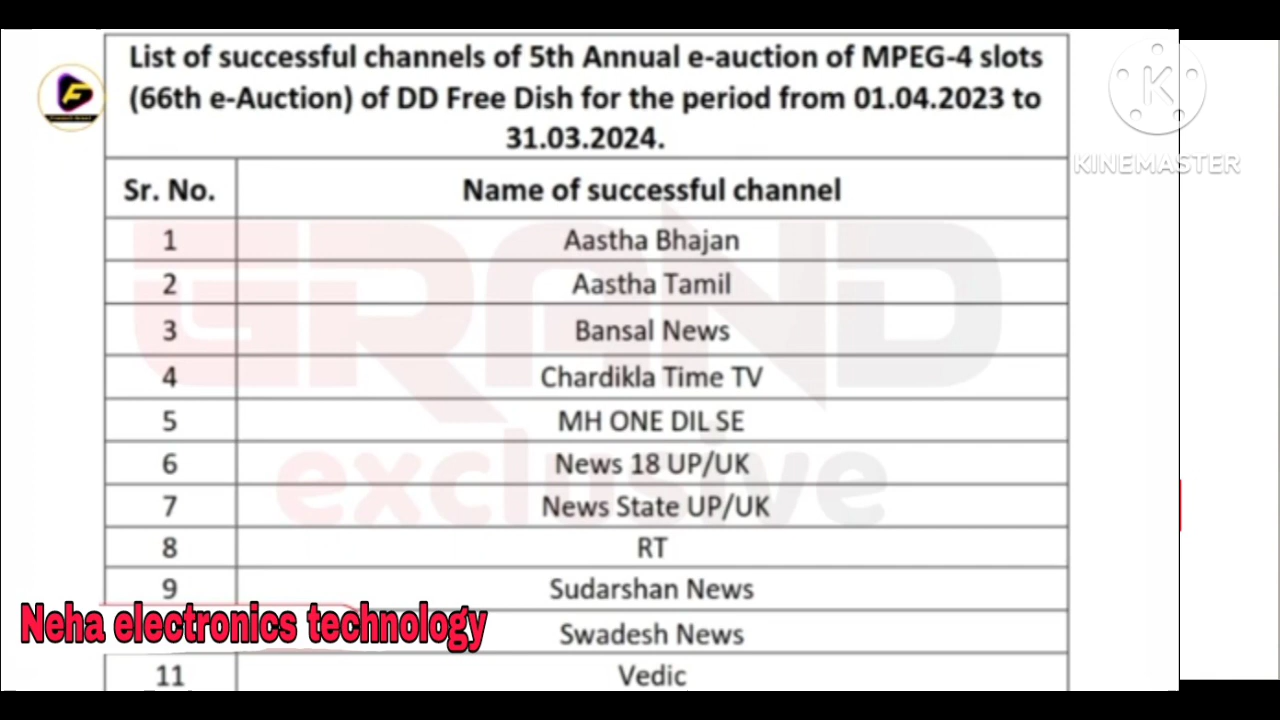 List of successful channels of 5th Annual e-auction of MPEG-4 slots
(66th e-Auction) of DD Free Dish for the period from 01.04.2023 to
31.03.2024.
Sr. No. Name of successful channel
1 Aastha Bhajan
2 Aastha Tamil
3 Bansal News
4 Chardikla Time TV
5 MH ONE DIL SE
6 News 18 UP/UK
7 News State UP/UK
8 RT
9 Sudarshan News
Swadesh News
11 Vedic
Neha electronics technology
K
KINEMASTER
GRAND
exclusive
F